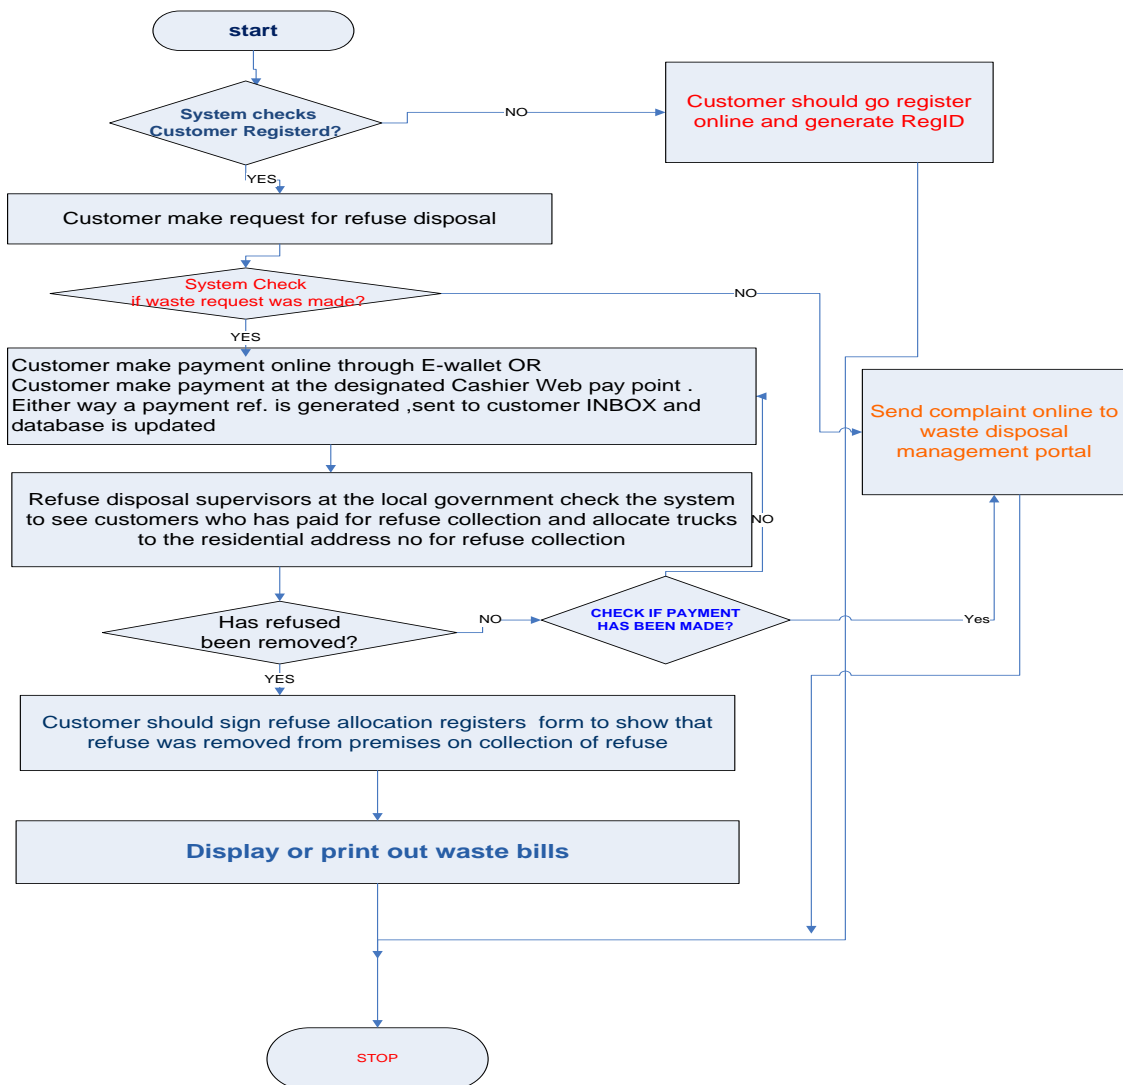 start
System checks
Customer Registerd?
NO
Customer should go register
online and generate RegID
YES
Customer make request for refuse disposal
System Check
if waste request was made?
NO
YES
Customer make payment online through E-wallet OR
Customer make payment at the designated Cashier Web pay point .
Either way a payment ref. is generated ,sent to customer INBOX and
database is updated
Send complaint online to
waste disposal
management portal
Refuse disposal supervisors at the local government check the system
to see customers who has paid for refuse collection and allocate trucks
to the residential address no for refuse collection
NO
Has refused
been removed?
NO
CHECK IF PAYMENT
HAS BEEN MADE?
Yes
YES
Customer should sign refuse allocation registers form to show that
refuse was removed from premises on collection of refuse
Display or print out waste bills
STOP